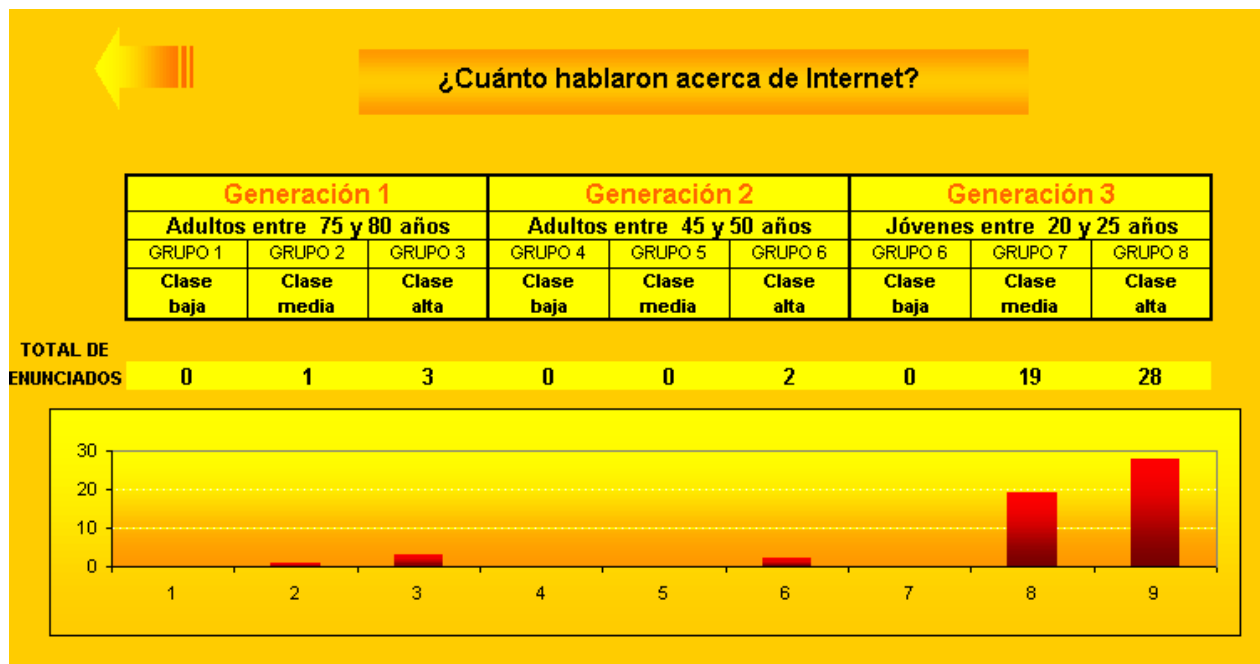 ¿Cuánto hablaron acerca de Internet?
Generación 1 Generación 2 Generación 3
Adultos entre 75 y 80 años Adultos entre 45 y 50 años Jóvenes entre 20 y 25 años
GRUPO 1 GRUPO 2 GRUPO 3 GRUPO 4 GRUPO 5 GRUPO 6 GRUPO 6 GRUPO 7 GRUPO 8
Clase Clase Clase Clase Clase Clase Clase Clase Clase
baja media alta baja media alta baja media alta
TOTAL DE
ENUNCIADOS 0 1 3 0 0 2 0 19 28
30
20
10
0
1 2 3 4 5 6 7 8 9